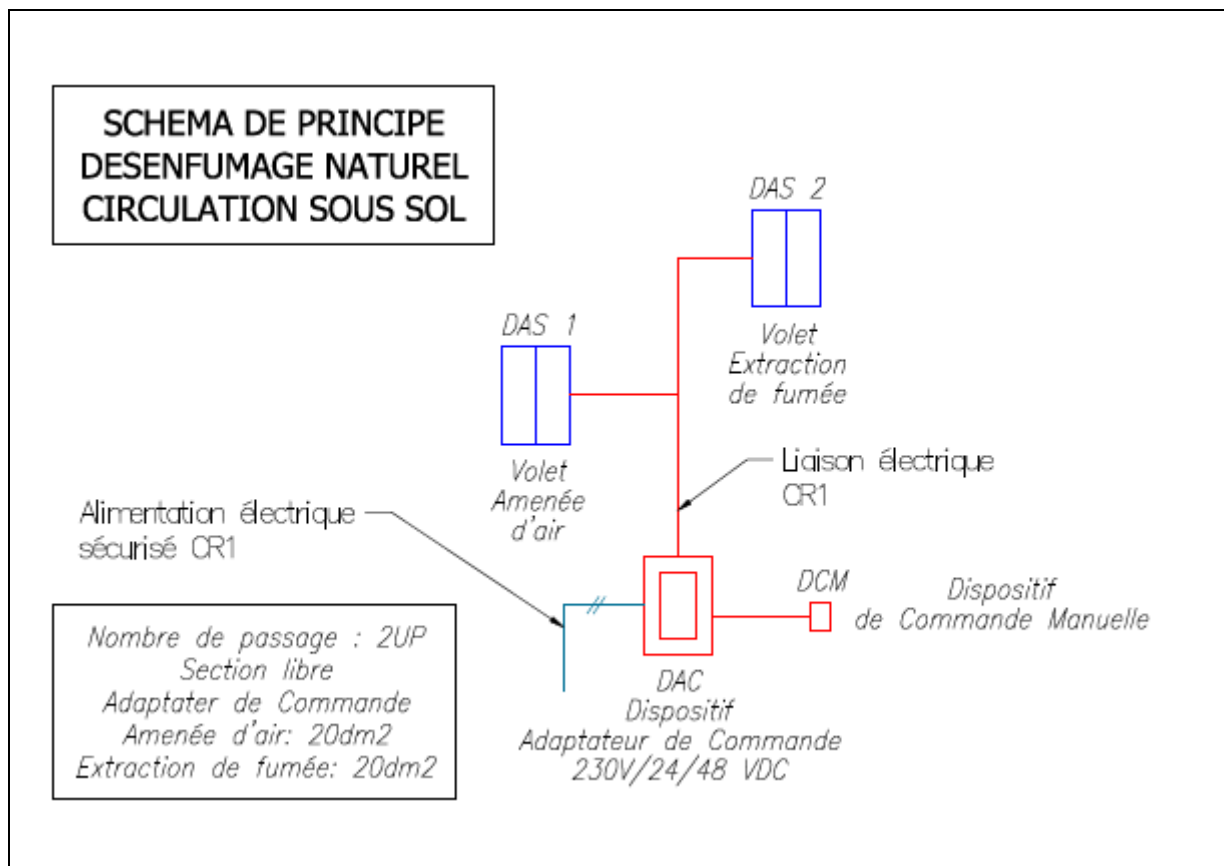 SCHEMA DE PRINCIPE
DESENFUMAGE NATUREL
CIRCULATION SOUS SOL
DAS 2
Volet
Extraction
de fumée
DAS 1
Volet
Amenée
d'air
Liaison électrique
CR1
Alimentation électrique
sécurisé CR1
DCM
Dispositif
de Commande Manuelle
DAC
Dispositif
Adaptateur de Commande
230V/24/48 VDC
Nombre de passage : 2UP
Section libre
Adaptater de Commande
Amenée d'air: 20dm2
Extraction de fumée: 20dm2